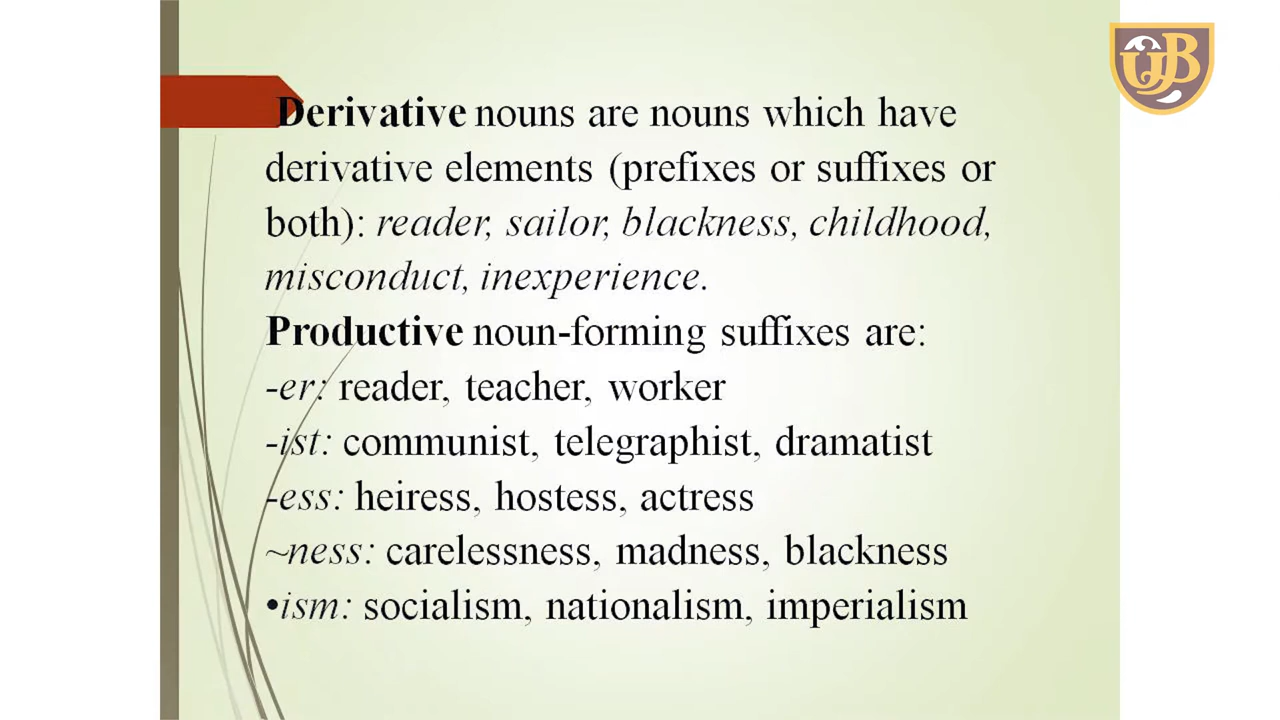 Derivative nouns are nouns which have
derivative elements (prefixes or suffixes or
both): reader, sailor, blackness, childhood,
misconduct, inexperience.
Productive noun-forming suffixes are:
-er: reader, teacher, worker
-ist: communist, telegraphist, dramatist
-ess: heiress, hostess, actress
~ness: carelessness, madness, blackness
•ism: socialism, nationalism, imperialism